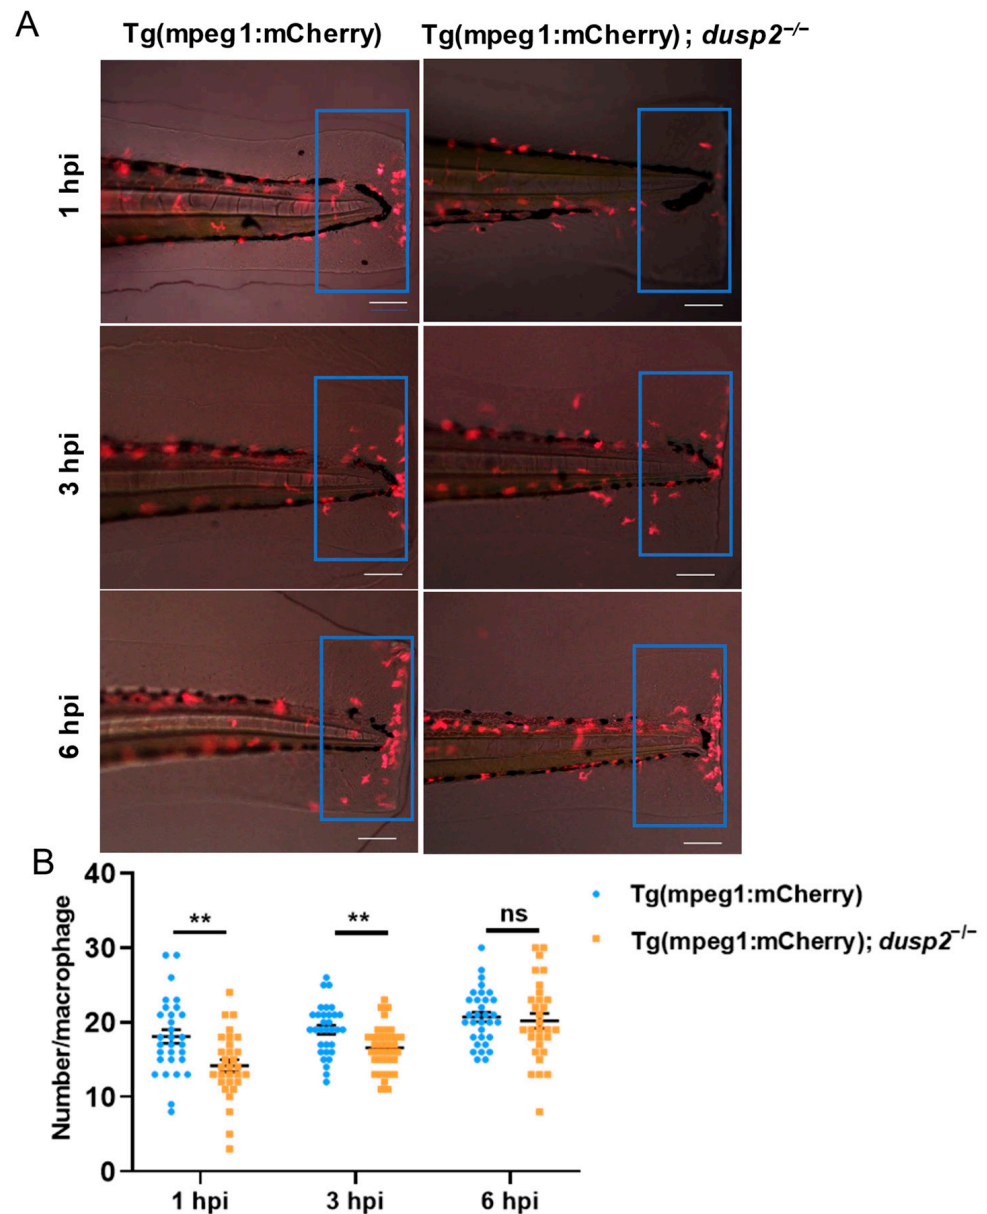 A
Tg(mpeg1:mCherry)
Tg(mpeg1:mCherry); dusp2⁻/⁻
1 hpi
3 hpi
6 hpi
B
Number/macrophage
40
30
20
10
0
**
**
ns
1 hpi
3 hpi
6 hpi
Tg(mpeg1:mCherry)
Tg(mpeg1:mCherry); dusp2⁻/⁻